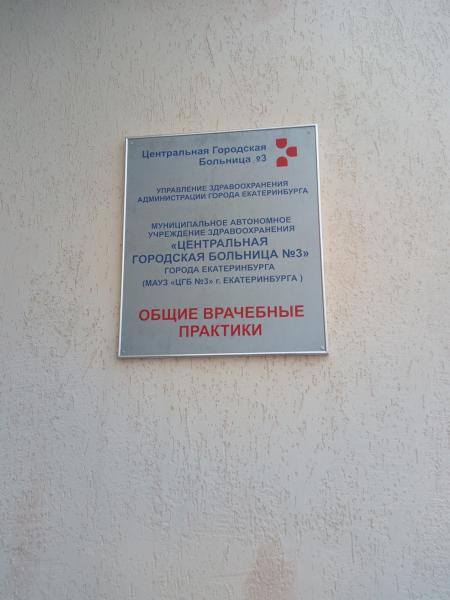 Центральная Городская
Больница №3
УПРАВЛЕНИЕ ЗДРАВООХРАНЕНИЯ
АДМИНИСТРАЦИИ ГОРОДА ЕКАТЕРИНБУРГА
МУНИЦИПАЛЬНОЕ АВТОНОМНОЕ
УЧРЕЖДЕНИЕ ЗДРАВООХРАНЕНИЯ
«ЦЕНТРАЛЬНАЯ
ГОРОДСКАЯ БОЛЬНИЦА №3»
ГОРОДА ЕКАТЕРИНБУРГА
(МАУЗ «ЦГБ №3» г. ЕКАТЕРИНБУРГА )
ОБЩИЕ ВРАЧЕБНЫЕ
ПРАКТИКИ